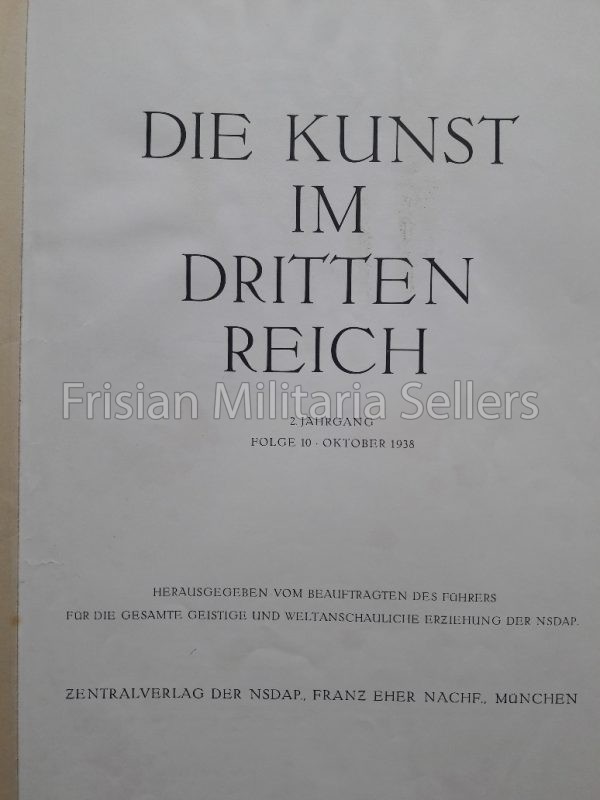 DIE KUNST
IM
DRITTEN
REICH
Frisian Militaria Sellers
2. JAHRGANG
FOLGE 10 · OKTOBER 1938
HERAUSGEGEBEN VOM BEAUFTRAGTEN DES FÜHRERS
FÜR DIE GESAMTE GEISTIGE UND WELTANSCHAULICHE ERZIEHUNG DER NSDAP.
ZENTRALVERLAG DER NSDAP., FRANZ EHER NACHF., MÜNCHEN